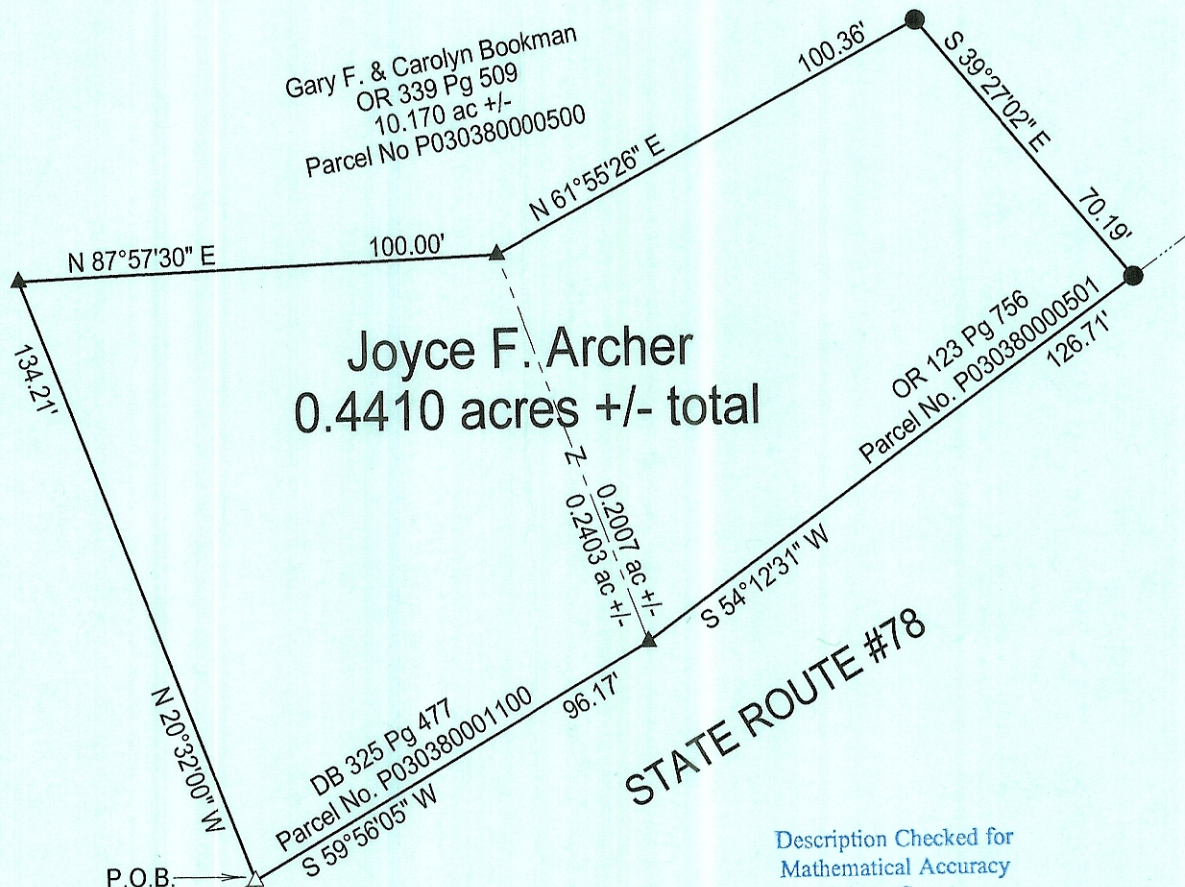 Gary F. & Carolyn Bookman
OR 339 Pg 509
10.170 ac +/-
Parcel No P030380000500
100.36'
N 61°55'26" E
S 39°27'02" E
70.19'
N 87°57'30" E
100.00'
134.21'
N 20°32'00" W
Joyce F. Archer
0.4410 acres +/- total
Z
0.2007 ac +/-
0.2403 ac +/-
OR 123 Pg 756
Parcel No. P030380000501
126.71'
S 54°12'31" W
DB 325 Pg 477
Parcel No. P030380001100
96.17'
S 59°56'05" W
STATE ROUTE #78
P.O.B.
Description Checked for
Mathematical Accuracy